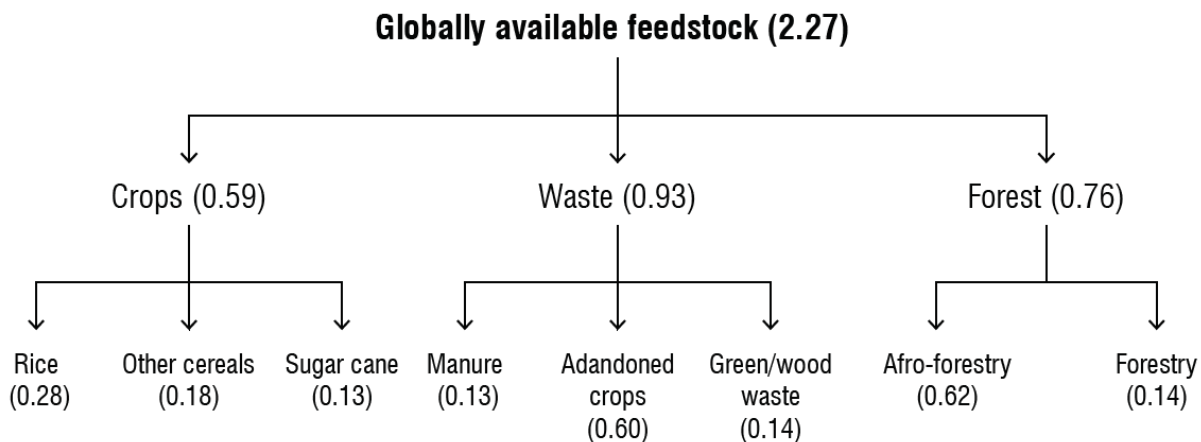 Globally available feedstock (2.27)
Crops (0.59)
Waste (0.93)
Forest (0.76)
Rice
(0.28)
Other cereals
(0.18)
Sugar cane
(0.13)
Manure
(0.13)
Adandoned
crops
(0.60)
Green/wood
waste
(0.14)
Afro-forestry
(0.62)
Forestry
(0.14)